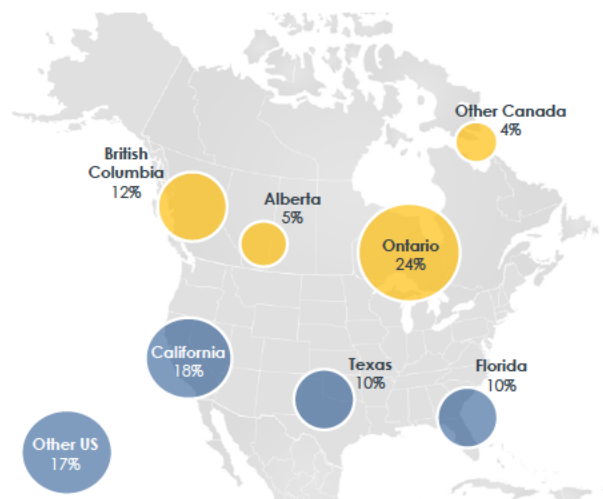 Other Canada
4%
British
Columbia
12%
Alberta
5%
Ontario
24%
California
18%
Texas
10%
Florida
10%
Other US
17%